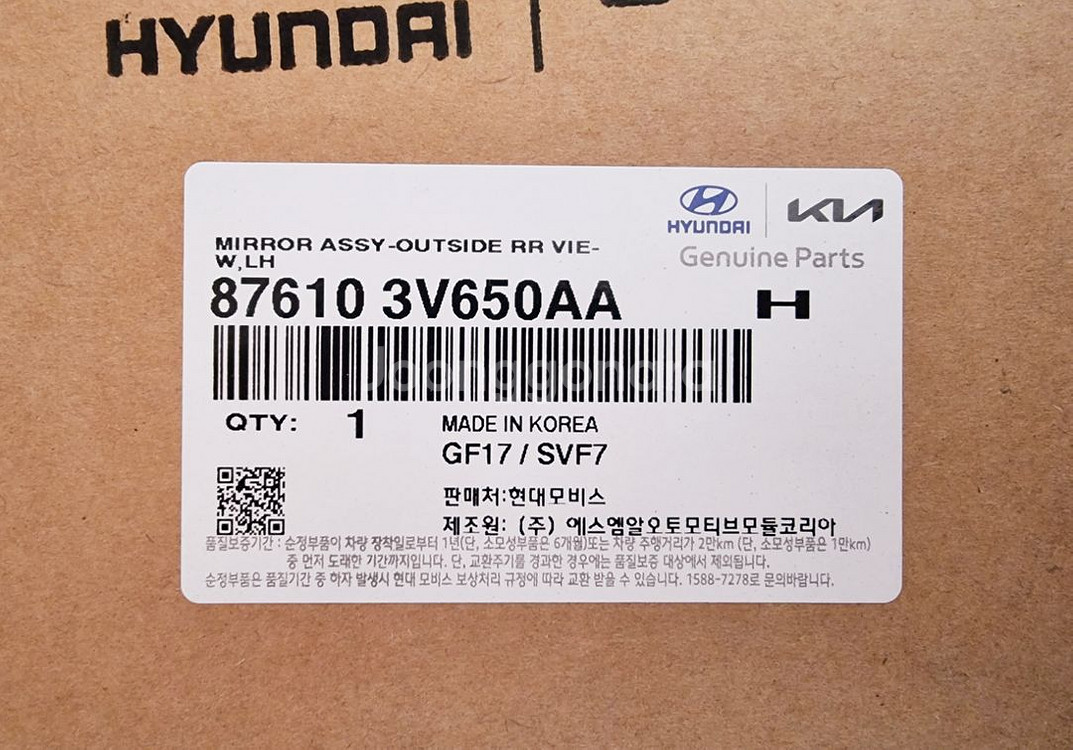 HYUNDAI
HYUNDAI
KIA
Genuine Parts
MIRROR ASSY-OUTSIDE RR VIE-
W,LH
87610 3V650AA H
Joonggonara
QTY: 1 MADE IN KOREA
GF17 / SVF7
판매처:현대모비스
제조원: (주) 에스엠알오토모티브모듈코리아
품질보증기간 : 순정부품이 차량 장착일로부터 1년(단, 소모성부품은 6개월)또는 차량 주행거리가 2만km (단, 소모성부품은 1만km)
중 먼저 도래한 기간까지입니다. 단, 교환주기를 경과한 경우에는 품질보증 대상에서 제외됩니다.
순정부품은 품질기간 중 하자 발생시 현대 모비스 보상처리 규정에 따라 교환 받을 수 있습니다. 1588-7278로 문의바랍니다.